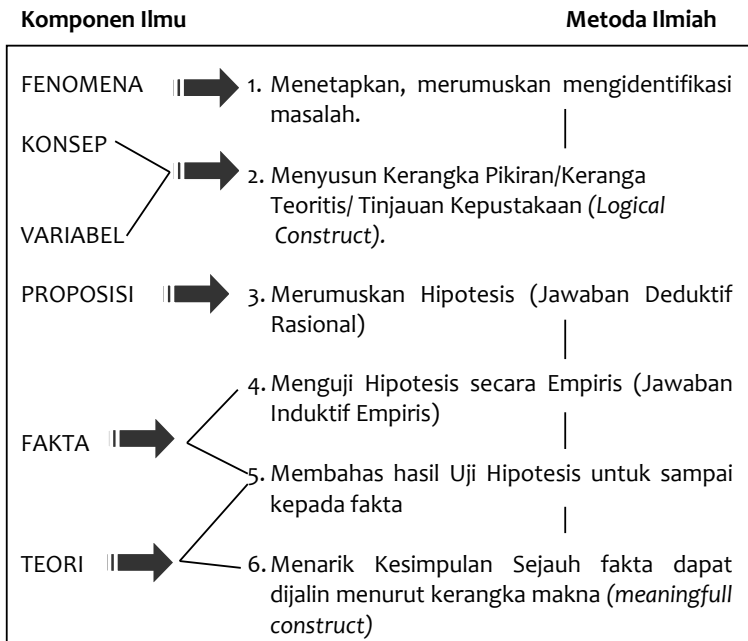 Komponen Ilmu Metoda Ilmiah
FENOMENA 1. Menetapkan, merumuskan mengidentifikasi
masalah.
KONSEP
2. Menyusun Kerangka Pikiran/Keranga
Teoritis/ Tinjauan Kepustakaan (Logical
VARIABEL Construct).
PROPOSISI 3. Merumuskan Hipotesis (Jawaban Deduktif
Rasional)
4. Menguji Hipotesis secara Empiris (Jawaban
Induktif Empiris)
FAKTA
5. Membahas hasil Uji Hipotesis untuk sampai
kepada fakta
TEORI 6. Menarik Kesimpulan Sejauh fakta dapat
dijalin menurut kerangka makna (meaningfull
construct)